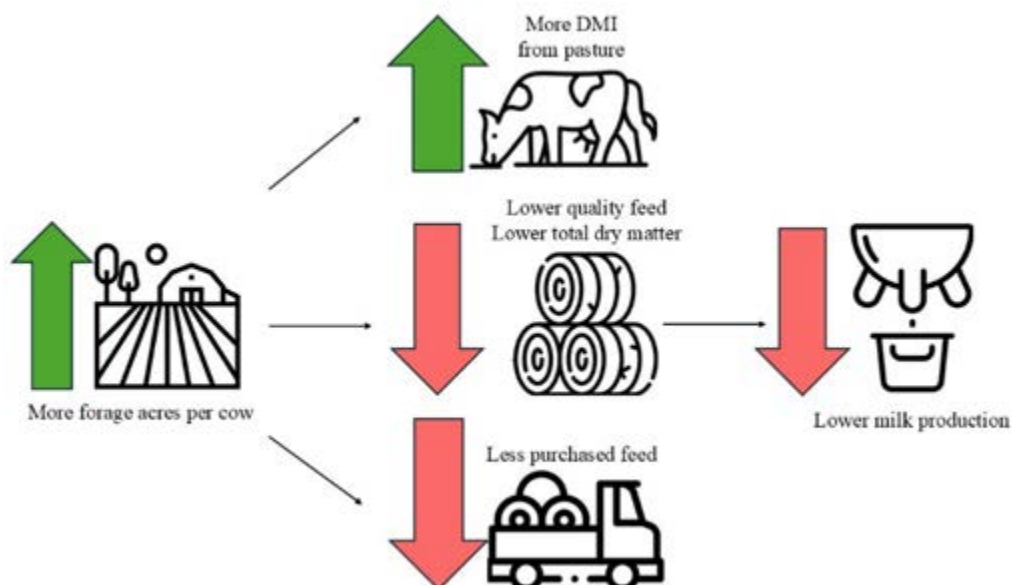 More DMI
from pasture
Lower quality feed
Lower total dry matter
More forage acres per cow
Lower milk production
Less purchased feed